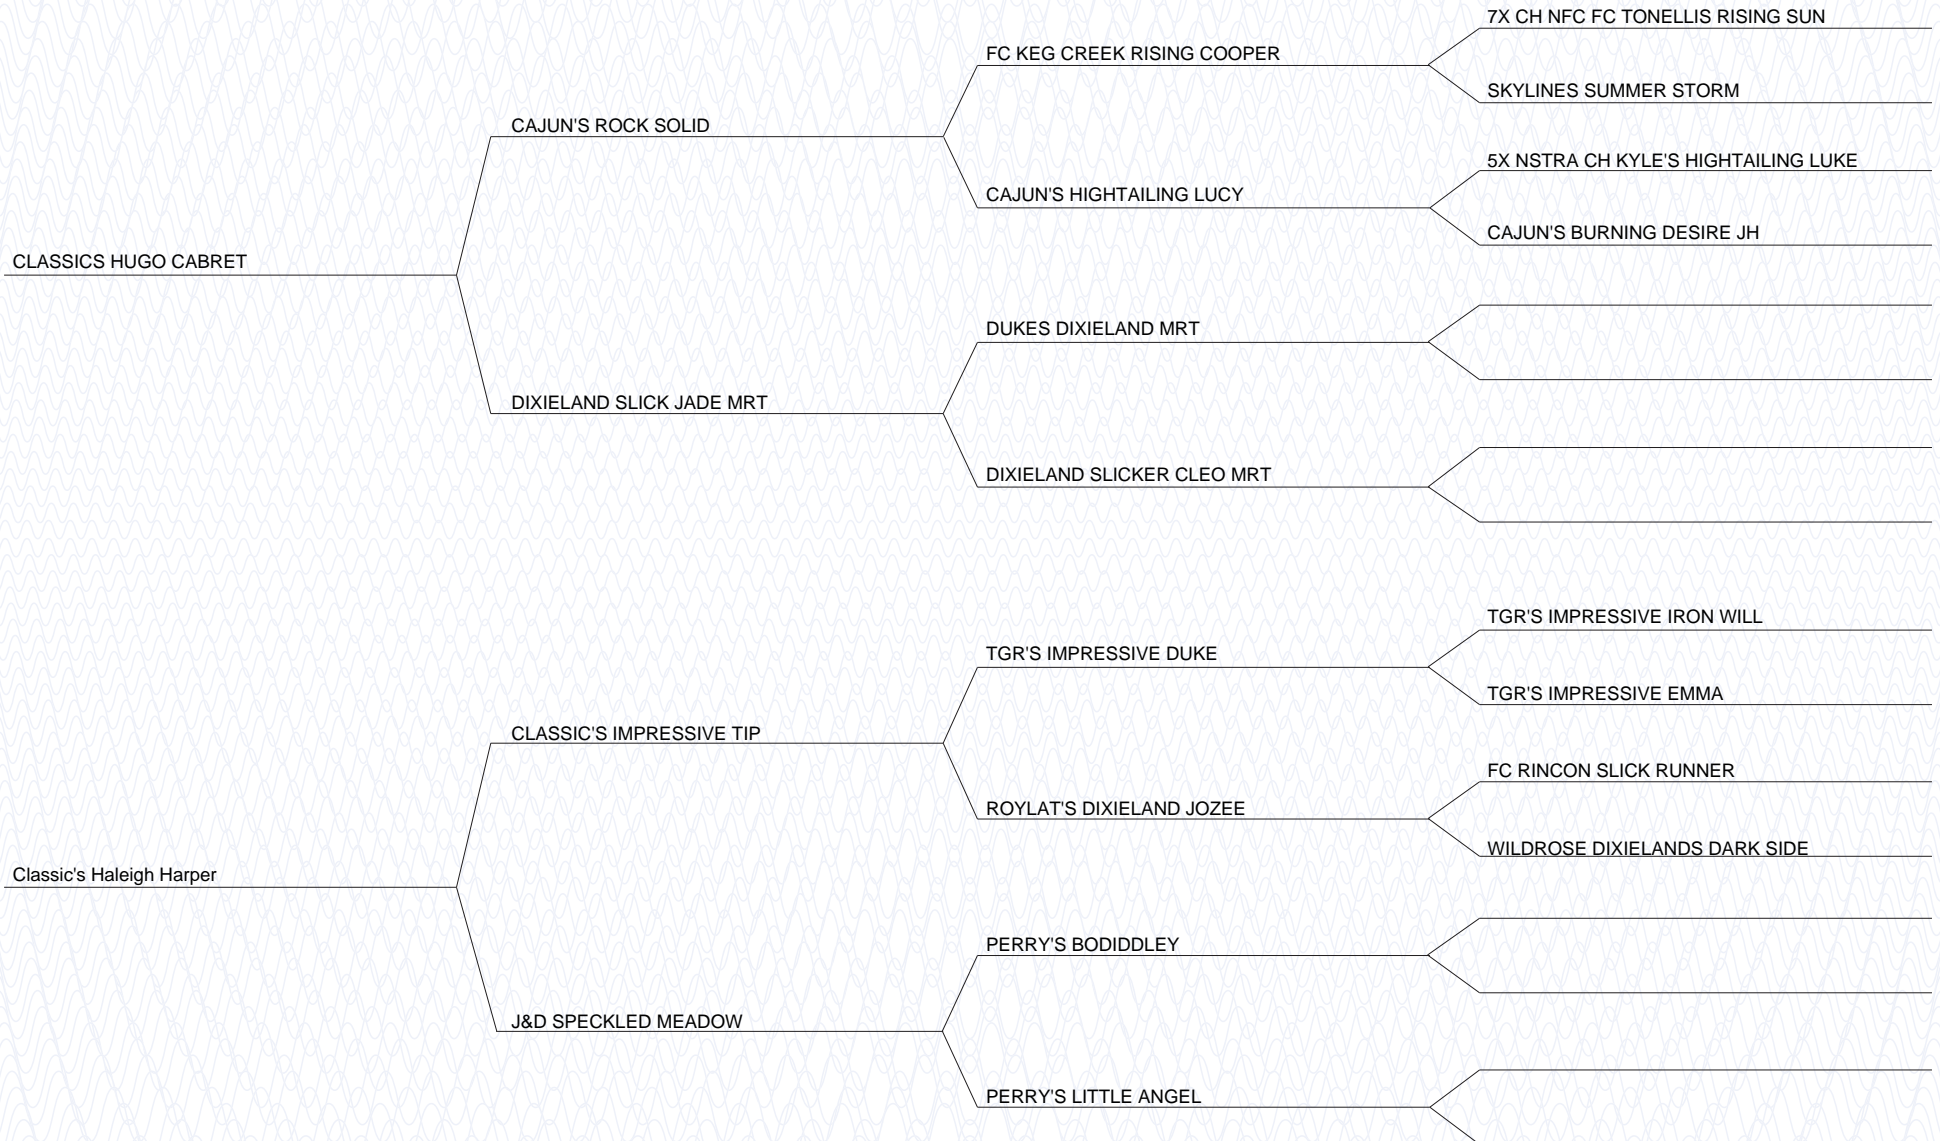 7X CH NFC FC TONELLIS RISING SUN
FC KEG CREEK RISING COOPER
SKYLINES SUMMER STORM
CAJUN'S ROCK SOLID
5X NSTRA CH KYLE'S HIGHTAILING LUKE
CAJUN'S HIGHTAILING LUCY
CAJUN'S BURNING DESIRE JH
CLASSICS HUGO CABRET
DUKES DIXIELAND MRT
DIXIELAND SLICK JADE MRT
DIXIELAND SLICKER CLEO MRT
TGR'S IMPRESSIVE IRON WILL
TGR'S IMPRESSIVE DUKE
TGR'S IMPRESSIVE EMMA
CLASSIC'S IMPRESSIVE TIP
FC RINCON SLICK RUNNER
ROYLAT'S DIXIELAND JOZEE
WILDROSE DIXIELANDS DARK SIDE
Classic's Haleigh Harper
PERRY'S BODIDDLEY
J&D SPECKLED MEADOW
PERRY'S LITTLE ANGEL